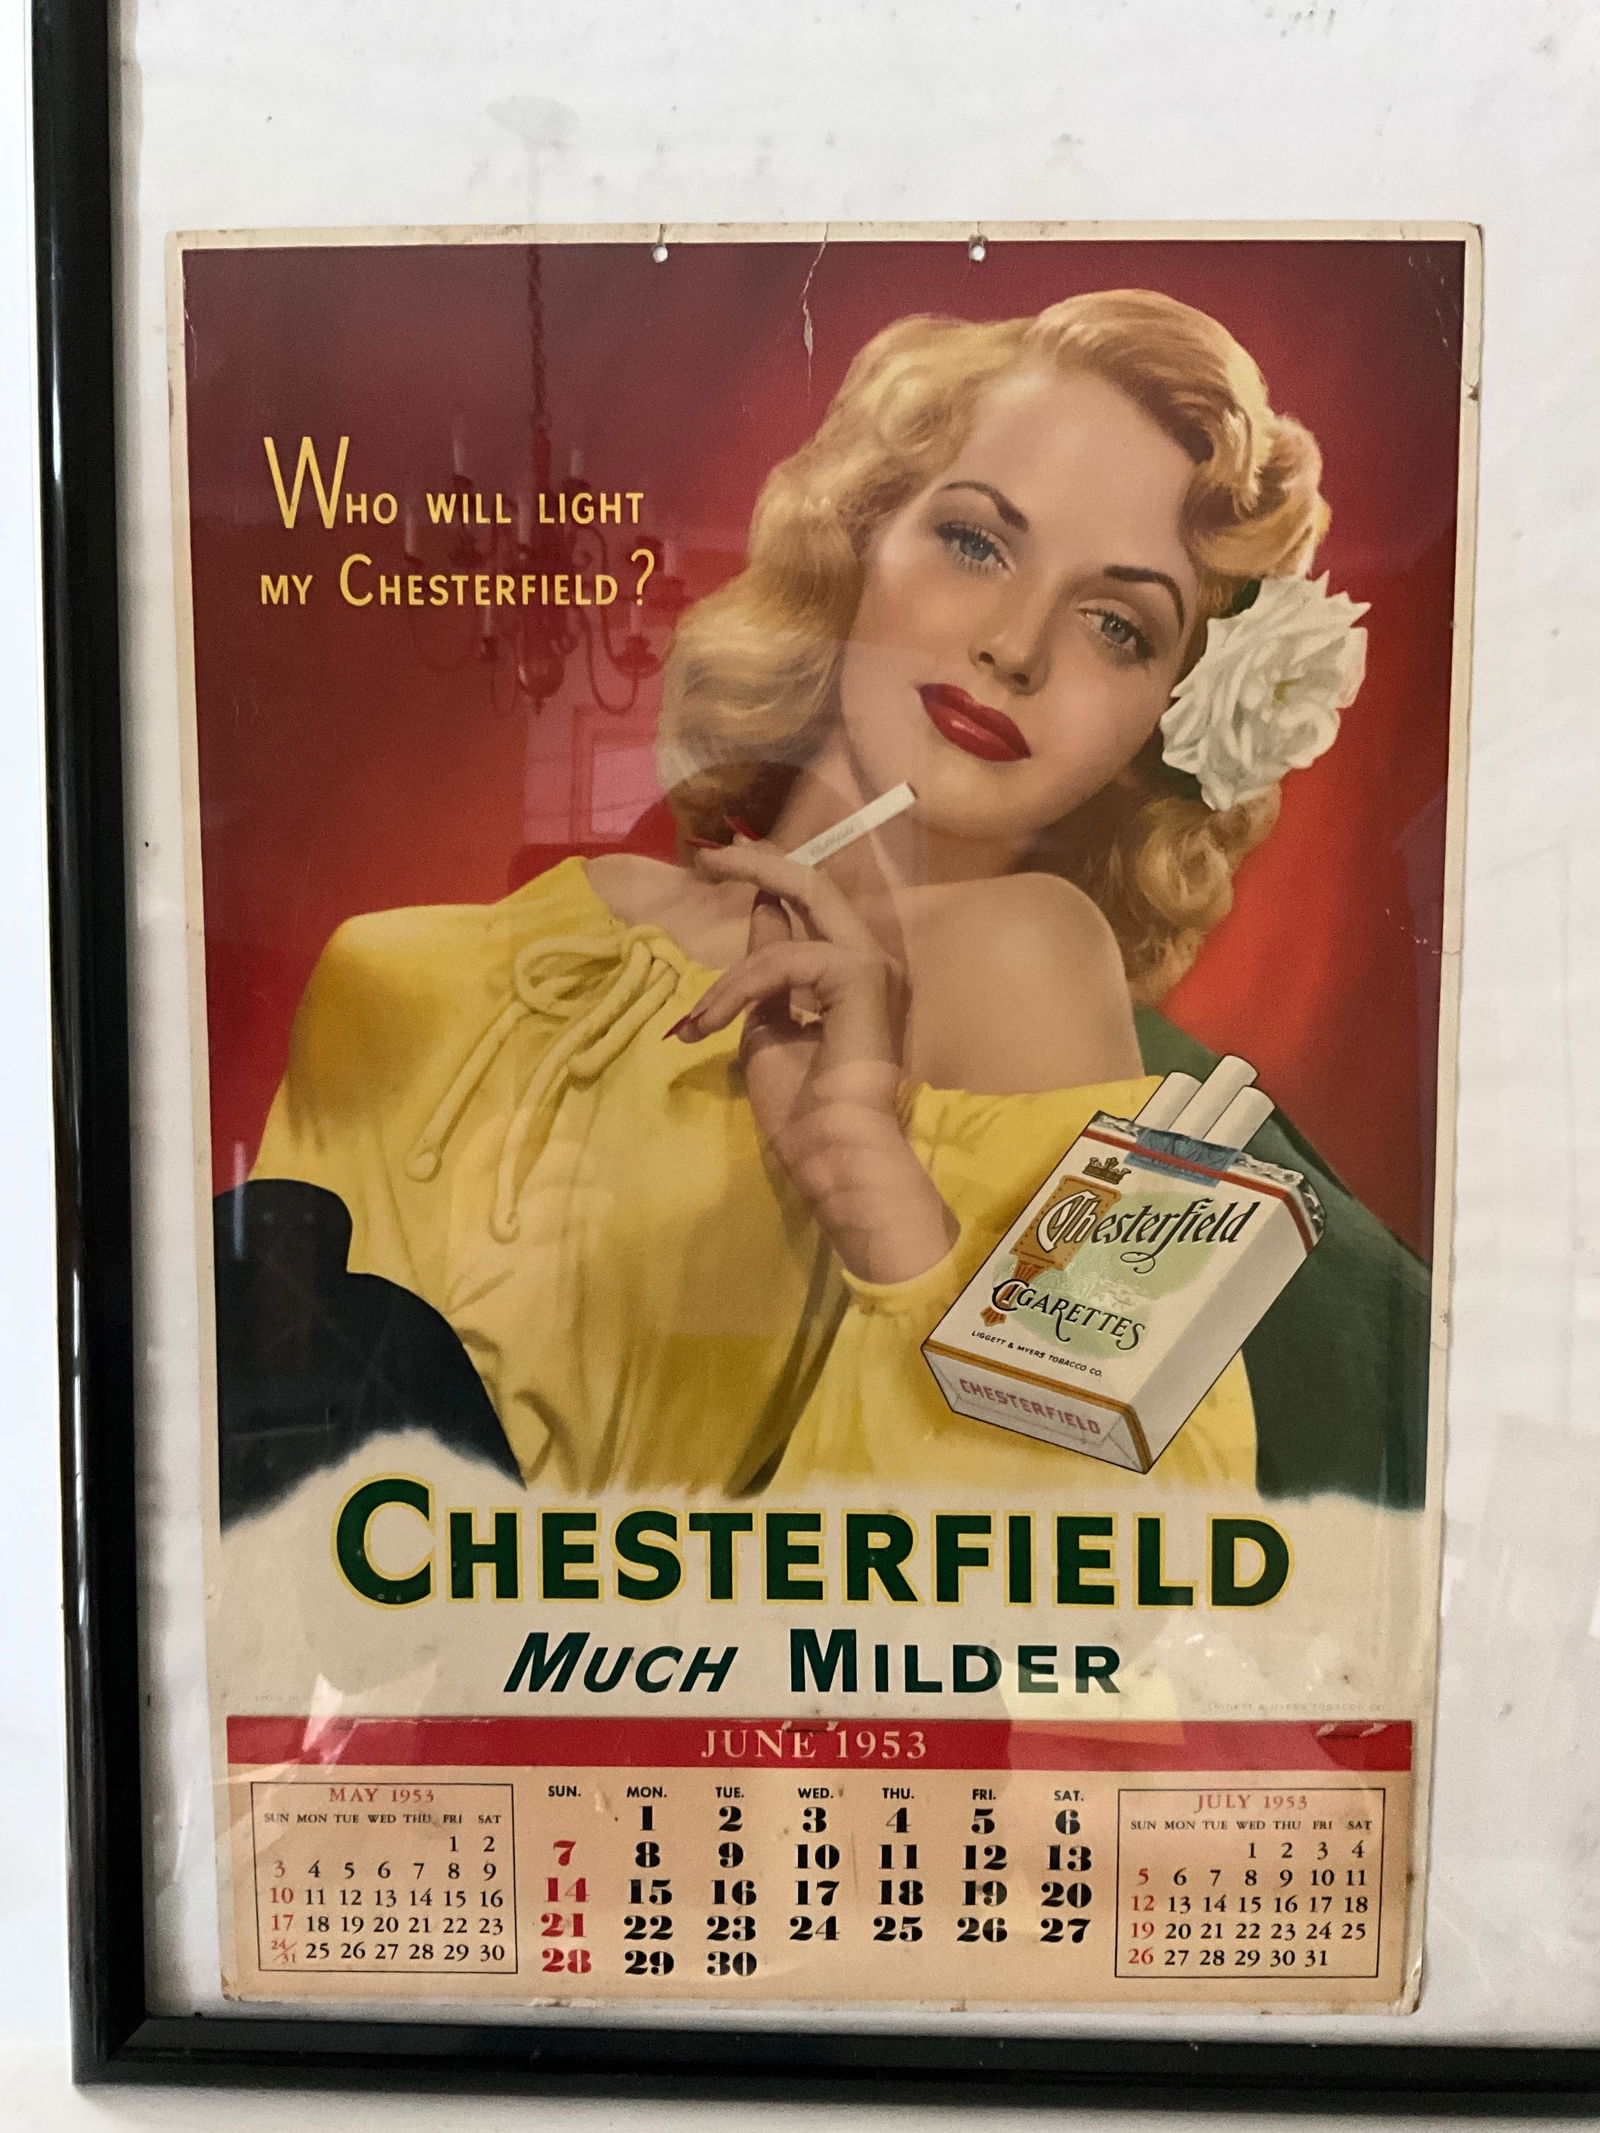 WHO WILL LIGHT
MY CHESTERFIELD?
Chesterfield
Chesterfield
CIGARETTES
LIGGETT & MYERS TOBACCO CO.
CHESTERFIELD
CHESTERFIELD
MUCH MILDER
LIGGETT & MYERS TOBACCO CO
JUNE 1953
MAY 1953
SUN MON TUE WED THU FRI SAT
1 2
3 4 5 6 7 8 9
10 11 12 13 14 15 16
17 18 19 20 21 22 23
24/31 25 26 27 28 29 30
SUN. MON. TUE. WED. THU. FRI. SAT.
1 2 3 4 5 6
7 8 9 10 11 12 13
14 15 16 17 18 19 20
21 22 23 24 25 26 27
28 29 30
JULY 1953
SUN MON TUE WED THU FRI SAT
1 2 3 4
5 6 7 8 9 10 11
12 13 14 15 16 17 18
19 20 21 22 23 24 25
26 27 28 29 30 31